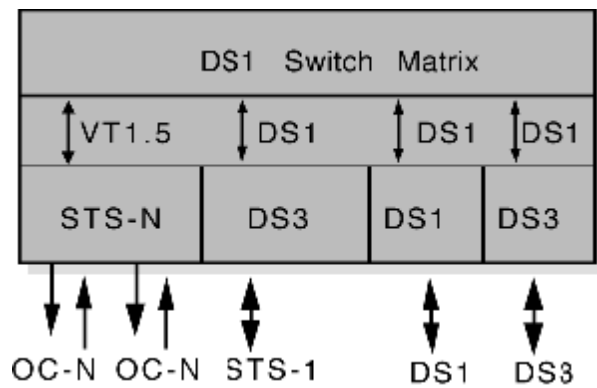 DS1 Switch Matrix
VT1.5 DS1 DS1 DS1
STS-N DS3 DS1 DS3
OC-N OC-N STS-1 DS1 DS3